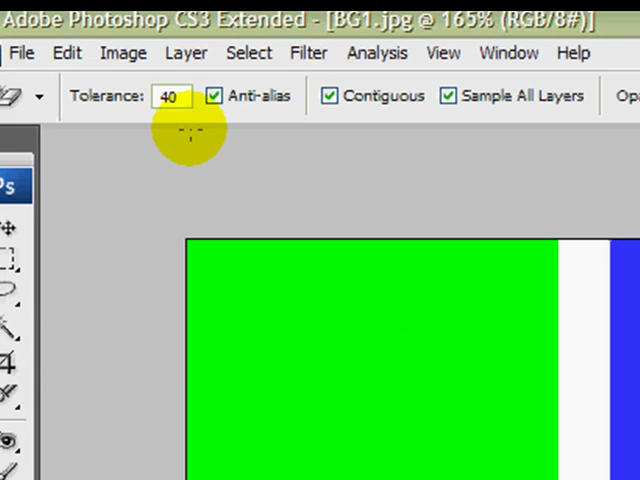 Adobe Photoshop CS3 Extended - [BG1.jpg @ 165% (RGB/8#)]
File Edit Image Layer Select Filter Analysis View Window Help
Tolerance: 40 Anti-alias Contiguous Sample All Layers Opa
Ps